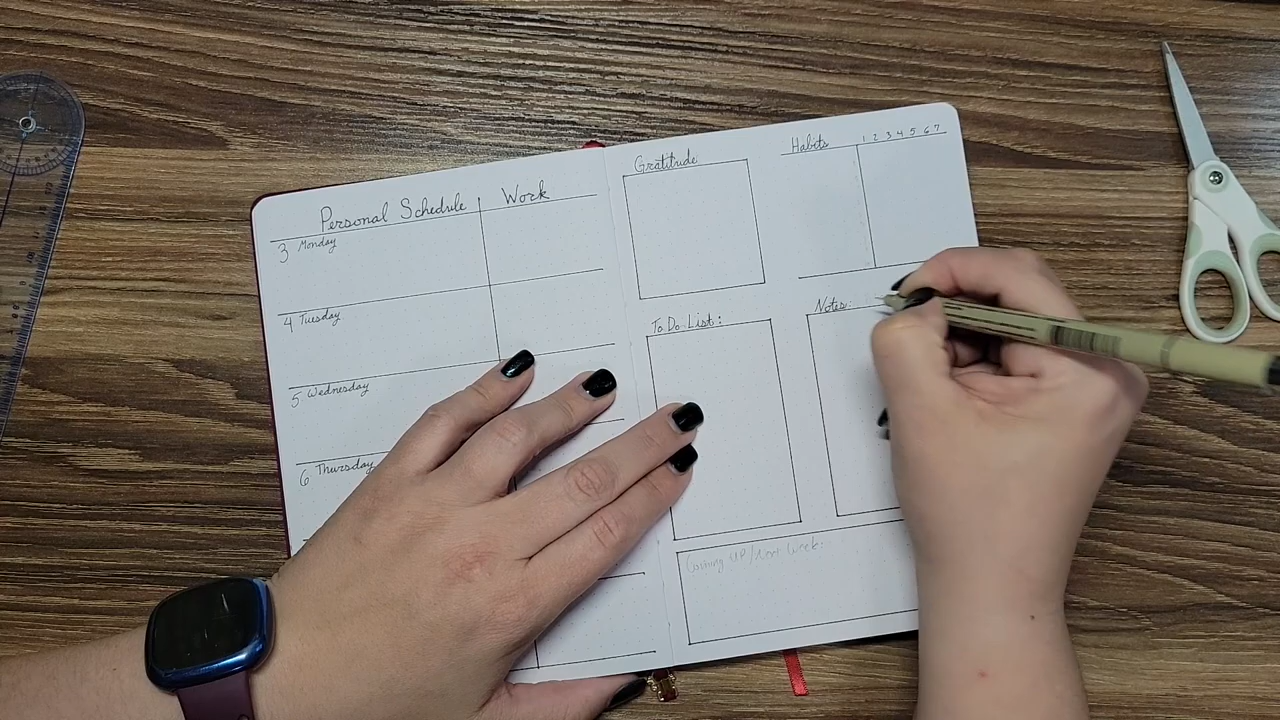 Personal Schedule
Work
3 Monday
4 Tuesday
5 Wednesday
6 Thursday
Gratitude
Habits
1 2 3 4 5 6 7
To Do List:
Notes:
Coming UP/Next Week: